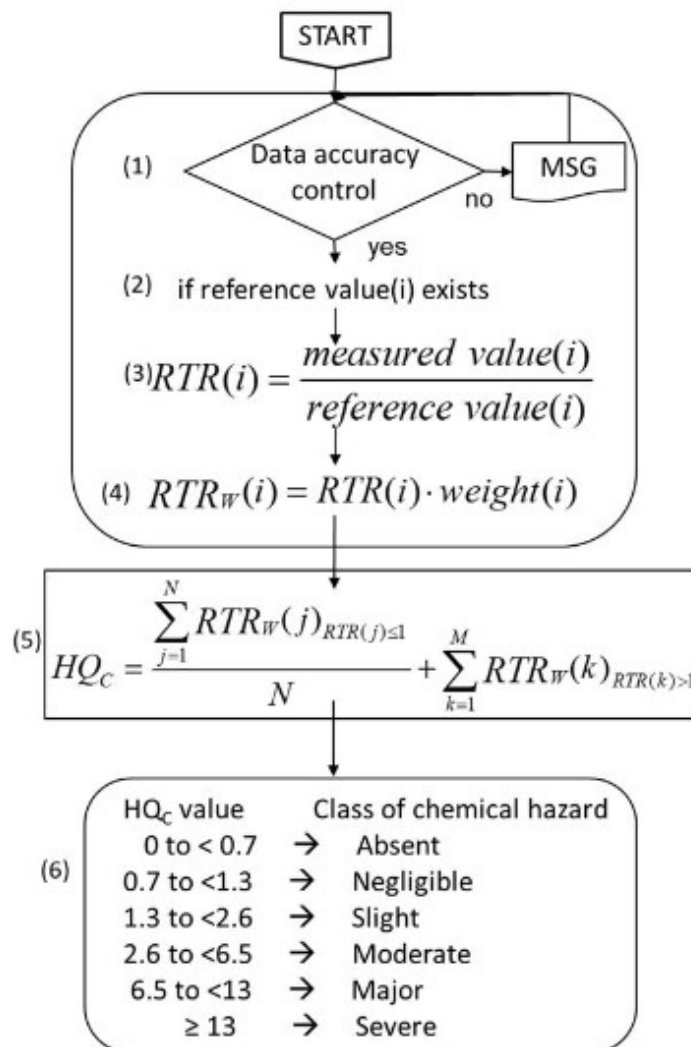 START
(1) Data accuracy control
no
MSG
yes
(2) if reference value(i) exists
(3) RTR(i) = measured value(i) / reference value(i)
(4) RTR_W(i) = RTR(i) · weight(i)
(5) HQ_C = ∑_{j=1}^{N} RTR_W(j)_{RTR(j)≤1} / N + ∑_{k=1}^{M} RTR_W(k)_{RTR(k)>1}
(6)
HQ_C value Class of chemical hazard
0 to < 0.7 → Absent
0.7 to <1.3 → Negligible
1.3 to <2.6 → Slight
2.6 to <6.5 → Moderate
6.5 to <13 → Major
≥ 13 → Severe